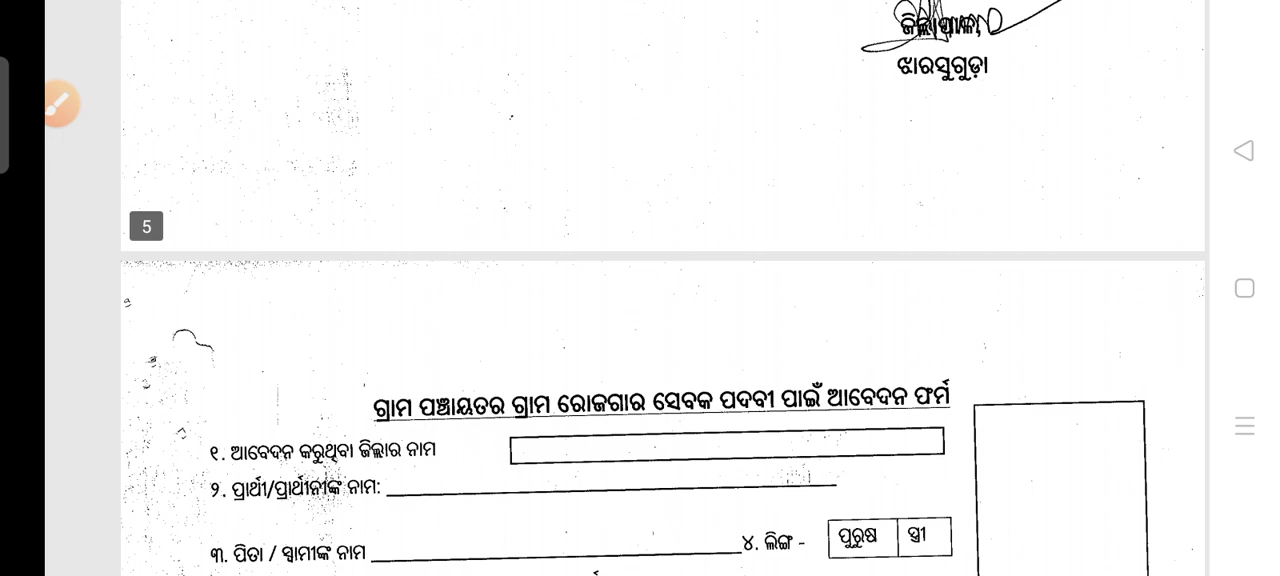 ଜିଲ୍ଲାପାଳ,
ଝାରସୁଗୁଡ଼ା
5
ଗ୍ରାମ ପଞ୍ଚାୟତର ଗ୍ରାମ ରୋଜଗାର ସେବକ ପଦବୀ ପାଇଁ ଆବେଦନ ଫର୍ମ
୧. ଆବେଦନ କରୁଥିବା ଜିଲ୍ଲାର ନାମ
୨. ପ୍ରାର୍ଥୀ/ପ୍ରାର୍ଥୀନୀଙ୍କ ନାମ:
୩. ପିତା / ସ୍ୱାମୀଙ୍କ ନାମ ୪. ଲିଙ୍ଗ - ପୁରୁଷ ସ୍ତ୍ରୀ